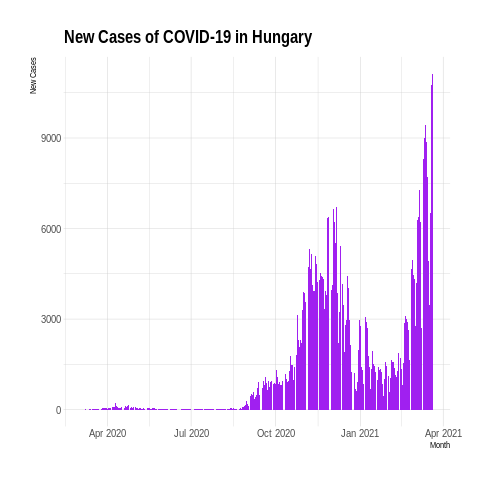 New Cases of COVID-19 in Hungary
New Cases
9000
6000
3000
0
Apr 2020 Jul 2020 Oct 2020 Jan 2021 Apr 2021
Month